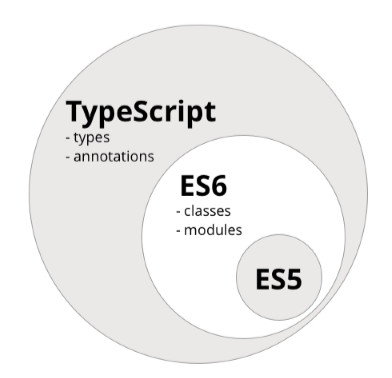 TypeScript
- types
- annotations
ES6
- classes
- modules
ES5